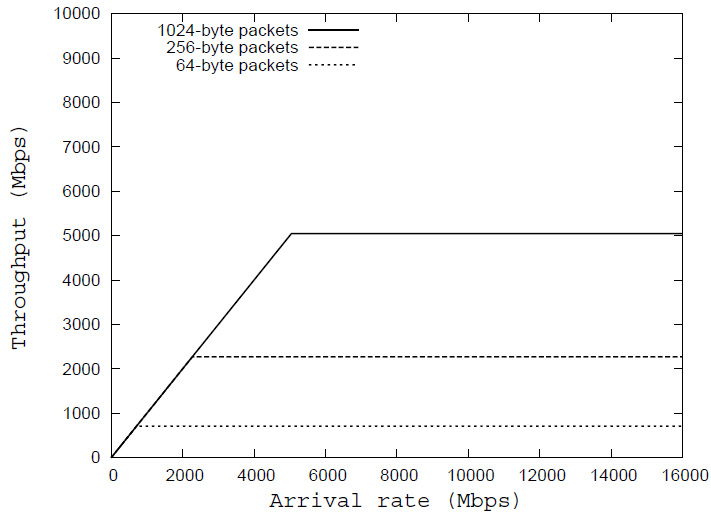 10000
9000
8000
7000
6000
5000
4000
3000
2000
1000
0
Throughput (Mbps)
1024-byte packets
256-byte packets
64-byte packets
0 2000 4000 6000 8000 10000 12000 14000 16000
Arrival rate (Mbps)